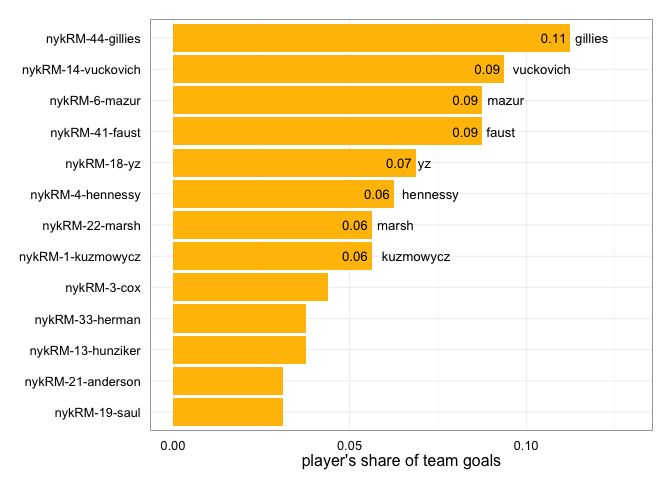 nykRM-44-gillies 0.11 gillies
nykRM-14-vuckovich 0.09 vuckovich
nykRM-6-mazur 0.09 mazur
nykRM-41-faust 0.09 faust
nykRM-18-yz 0.07 yz
nykRM-4-hennessy 0.06 hennessy
nykRM-22-marsh 0.06 marsh
nykRM-1-kuzmowycz 0.06 kuzmowycz
nykRM-3-cox
nykRM-33-herman
nykRM-13-hunziker
nykRM-21-anderson
nykRM-19-saul
0.00 0.05 0.10
player's share of team goals